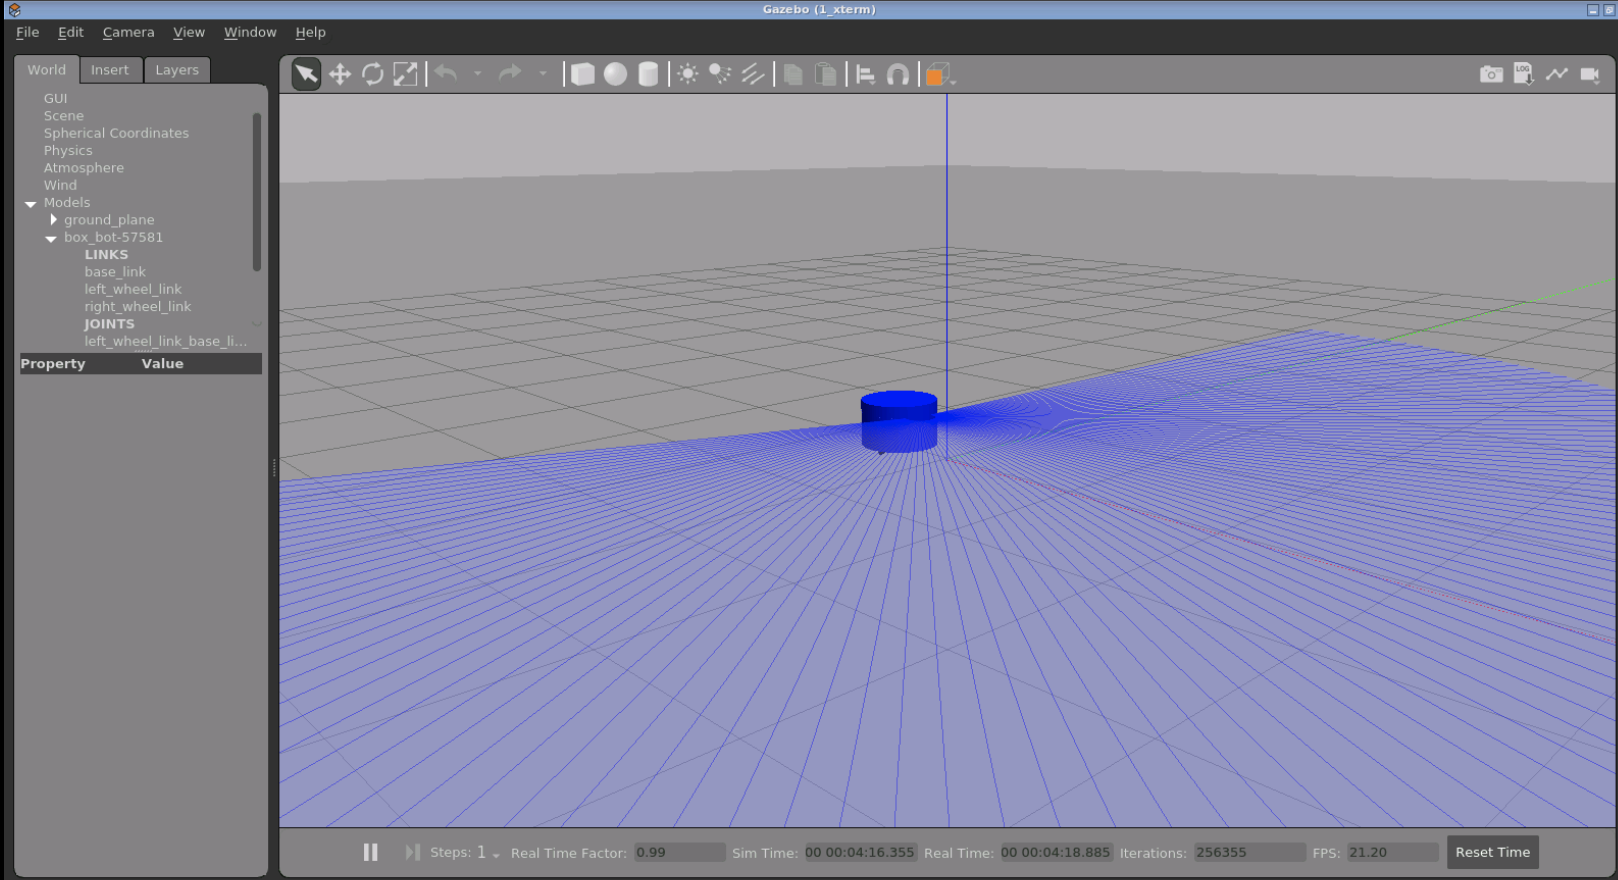 Gazebo (1_xterm)
File Edit Camera View Window Help
World Insert Layers
GUI
Scene
Spherical Coordinates
Physics
Atmosphere
Wind
Models
ground_plane
box_bot-57581
LINKS
base_link
left_wheel_link
right_wheel_link
JOINTS
left_wheel_link_base_li...
Property Value
LOG
Steps: 1 Real Time Factor: 0.99 Sim Time: 00 00:04:16.355 Real Time: 00 00:04:18.885 Iterations: 256355 FPS: 21.20 Reset Time